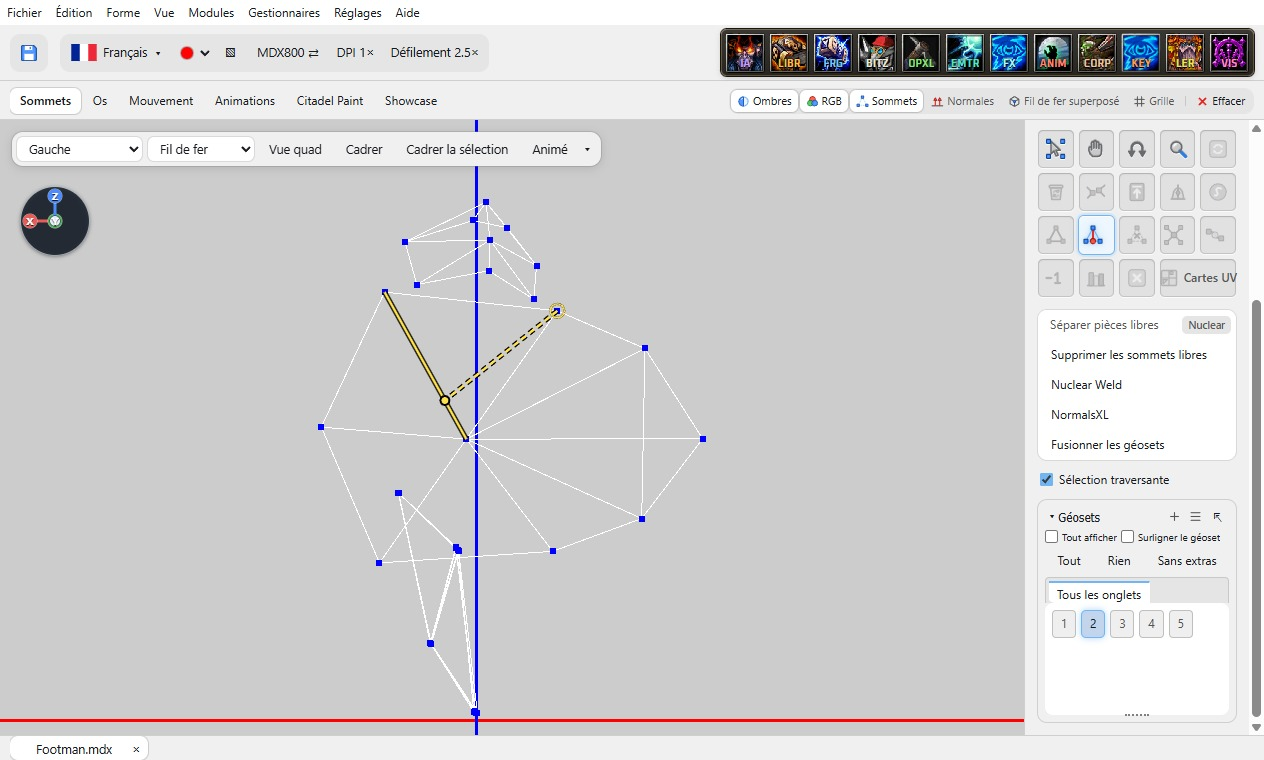 Fichier Édition Forme Vue Modules Gestionnaires Réglages Aide
Français MDX800 ⇄ DPI 1× Défilement 2.5×
IA LIBR FRG BITZ OPXL EMTR FX ANIM CORP KEY LER VIS
Sommets Os Mouvement Animations Citadel Paint Showcase
Ombres RGB Sommets Normales Fil de fer superposé Grille Effacer
Gauche Fil de fer Vue quad Cadrer Cadrer la sélection Animé
Z
X Y
−1 Cartes UV
Séparer pièces libres Nuclear
Supprimer les sommets libres
Nuclear Weld
NormalsXL
Fusionner les géosets
Sélection traversante
Géosets
Tout afficher Surligner le géoset
Tout Rien Sans extras
Tous les onglets
1 2 3 4 5
Footman.mdx ×